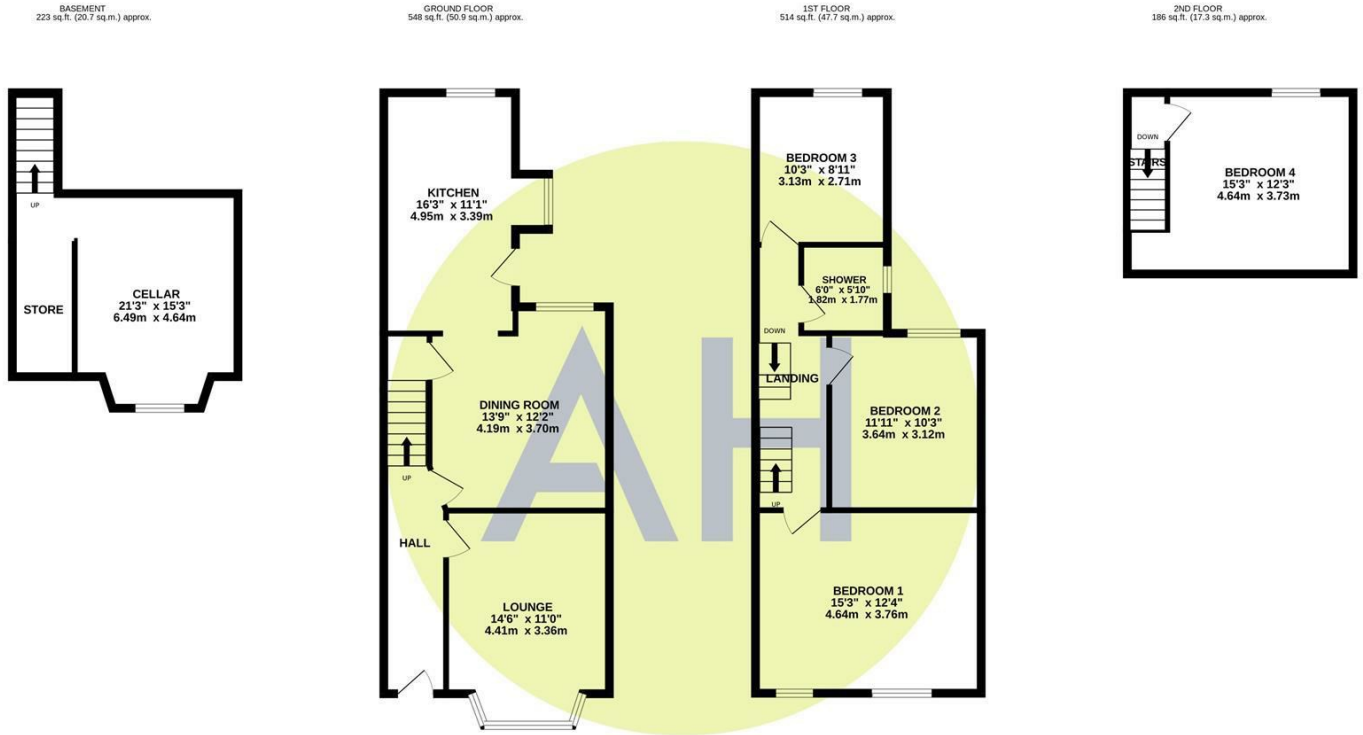 BASEMENT
223 sq.ft. (20.7 sq.m.) approx.
GROUND FLOOR
548 sq.ft. (50.9 sq.m.) approx.
1ST FLOOR
514 sq.ft. (47.7 sq.m.) approx.
2ND FLOOR
186 sq.ft. (17.3 sq.m.) approx.
UP
STORE
CELLAR
21'3" x 15'3"
6.49m x 4.64m
KITCHEN
16'3" x 11'1"
4.95m x 3.39m
DINING ROOM
13'9" x 12'2"
4.19m x 3.70m
UP
HALL
LOUNGE
14'6" x 11'0"
4.41m x 3.36m
BEDROOM 3
10'3" x 8'11"
3.13m x 2.71m
SHOWER
6'0" x 5'10"
1.82m x 1.77m
DOWN
LANDING
BEDROOM 2
11'11" x 10'3"
3.64m x 3.12m
UP
BEDROOM 1
15'3" x 12'4"
4.64m x 3.76m
DOWN
STAIRS
BEDROOM 4
15'3" x 12'3"
4.64m x 3.73m
AH